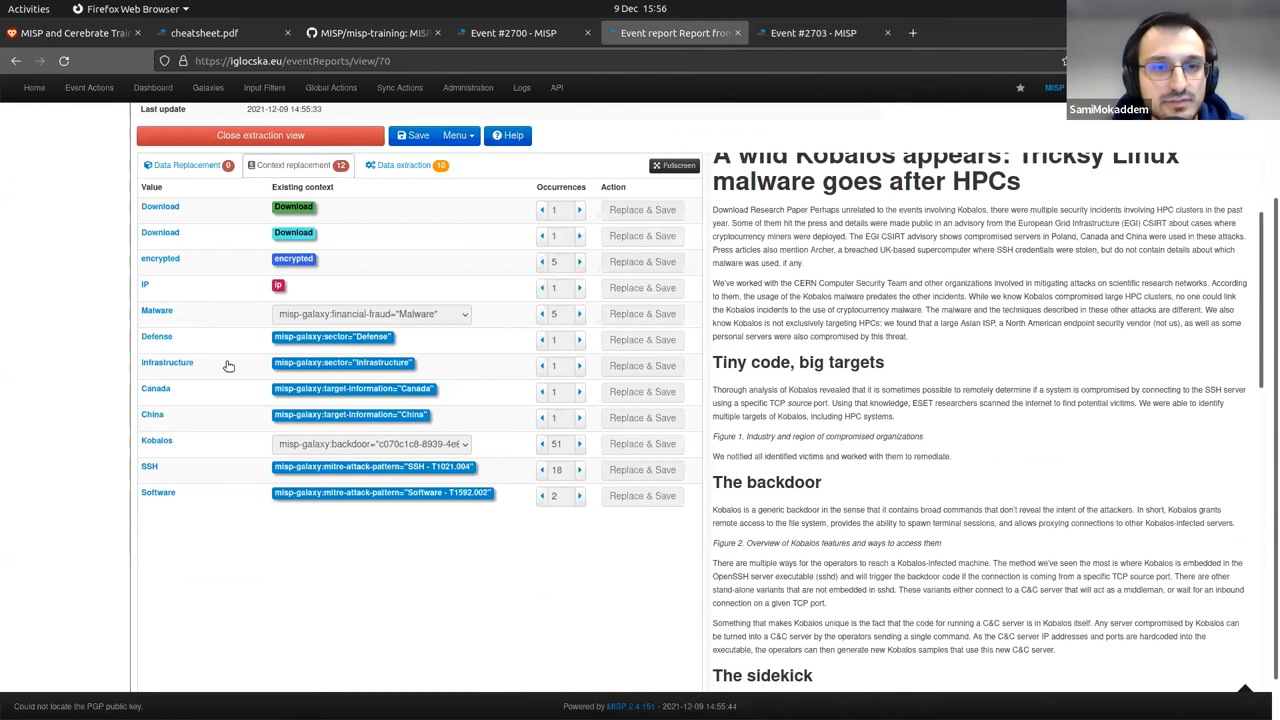 Activities
Firefox Web Browser
9 Dec 15:56
MISP and Cerebrate Trai
cheatsheet.pdf
MISP/misp-training: MISP
Event #2700 - MISP
Event report Report from
Event #2703 - MISP
https://iglocska.eu/eventReports/view/70
Home Event Actions Dashboard Galaxies Input Filters Global Actions Sync Actions Administration Logs API MISP
SamiMokaddem
Last update 2021-12-09 14:55:33
Close extraction view Save Menu Help
Data Replacement 0 Context replacement 12 Data extraction 10 Fullscreen
Value Existing context Occurrences Action
Download Download 1 Replace & Save
Download Download 1 Replace & Save
encrypted encrypted 5 Replace & Save
IP ip 1 Replace & Save
Malware misp-galaxy:financial-fraud="Malware" 5 Replace & Save
Defense misp-galaxy:sector="Defense" 1 Replace & Save
Infrastructure misp-galaxy:sector="Infrastructure" 1 Replace & Save
Canada misp-galaxy:target-information="Canada" 1 Replace & Save
China misp-galaxy:target-information="China" 1 Replace & Save
Kobalos misp-galaxy:backdoor="c070c1c8-8939-4e6 51 Replace & Save
SSH misp-galaxy:mitre-attack-pattern="SSH - T1021.004" 18 Replace & Save
Software misp-galaxy:mitre-attack-pattern="Software - T1592.002" 2 Replace & Save
A wild Kobalos appears: Tricksy Linux
malware goes after HPCs
Download Research Paper Perhaps unrelated to the events involving Kobalos, there were multiple security incidents involving HPC clusters in the past
year. Some of them hit the press and details were made public in an advisory from the European Grid Infrastructure (EGI) CSIRT about cases where
cryptocurrency miners were deployed. The EGI CSIRT advisory shows compromised servers in Poland, Canada and China were used in these attacks.
Press articles also mention Archer, a breached UK-based supercomputer where SSH credentials were stolen, but do not contain details about which
malware was used, if any.
We've worked with the CERN Computer Security Team and other organizations involved in mitigating attacks on scientific research networks. According
to them, the usage of the Kobalos malware predates the other incidents. While we know Kobalos compromised large HPC clusters, no one could link
the Kobalos incidents to the use of cryptocurrency malware. The malware and the techniques described in these other attacks are different. We also
know Kobalos is not exclusively targeting HPCs: we found that a large Asian ISP, a North American endpoint security vendor (not us), as well as some
personal servers were also compromised by this threat.
Tiny code, big targets
Thorough analysis of Kobalos revealed that it is sometimes possible to remotely determine if a system is compromised by connecting to the SSH server
using a specific TCP source port. Using that knowledge, ESET researchers scanned the internet to find potential victims. We were able to identify
multiple targets of Kobalos, including HPC systems.
Figure 1. Industry and region of compromised organizations
We notified all identified victims and worked with them to remediate.
The backdoor
Kobalos is a generic backdoor in the sense that it contains broad commands that don't reveal the intent of the attackers. In short, Kobalos grants
remote access to the file system, provides the ability to spawn terminal sessions, and allows proxying connections to other Kobalos-infected servers.
Figure 2. Overview of Kobalos features and ways to access them
There are multiple ways for the operators to reach a Kobalos-infected machine. The method we've seen the most is where Kobalos is embedded in the
OpenSSH server executable (sshd) and will trigger the backdoor code if the connection is coming from a specific TCP source port. There are other
stand-alone variants that are not embedded in sshd. These variants either connect to a C&C server that will act as a middleman, or wait for an inbound
connection on a given TCP port.
Something that makes Kobalos unique is the fact that the code for running a C&C server is in Kobalos itself. Any server compromised by Kobalos can
be turned into a C&C server by the operators sending a single command. As the C&C server IP addresses and ports are hardcoded into the
executable, the operators can then generate new Kobalos samples that use this new C&C server.
The sidekick
Could not locate the PGP public key.
Powered by MISP 2.4.151 - 2021-12-09 14:55:44